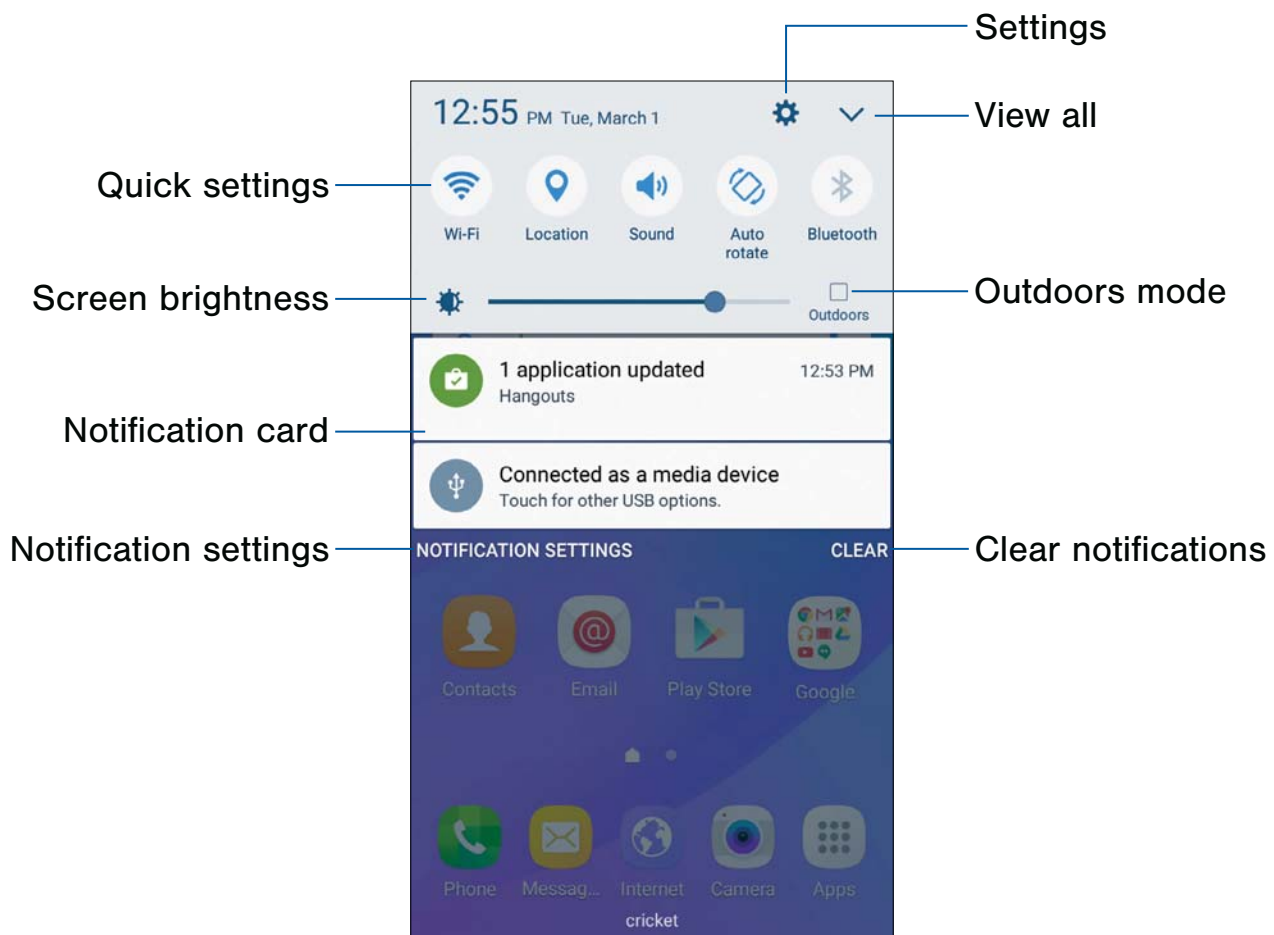 Settings
12:55 PM Tue, March 1
View all
Quick settings
Wi-Fi
Location
Sound
Auto
rotate
Bluetooth
Screen brightness
Outdoors
Outdoors mode
1 application updated
12:53 PM
Hangouts
Notification card
Connected as a media device
Touch for other USB options.
Notification settings
NOTIFICATION SETTINGS
CLEAR
Clear notifications
Contacts
Email
Play Store
Google
Phone
Messag...
Internet
Camera
Apps
cricket